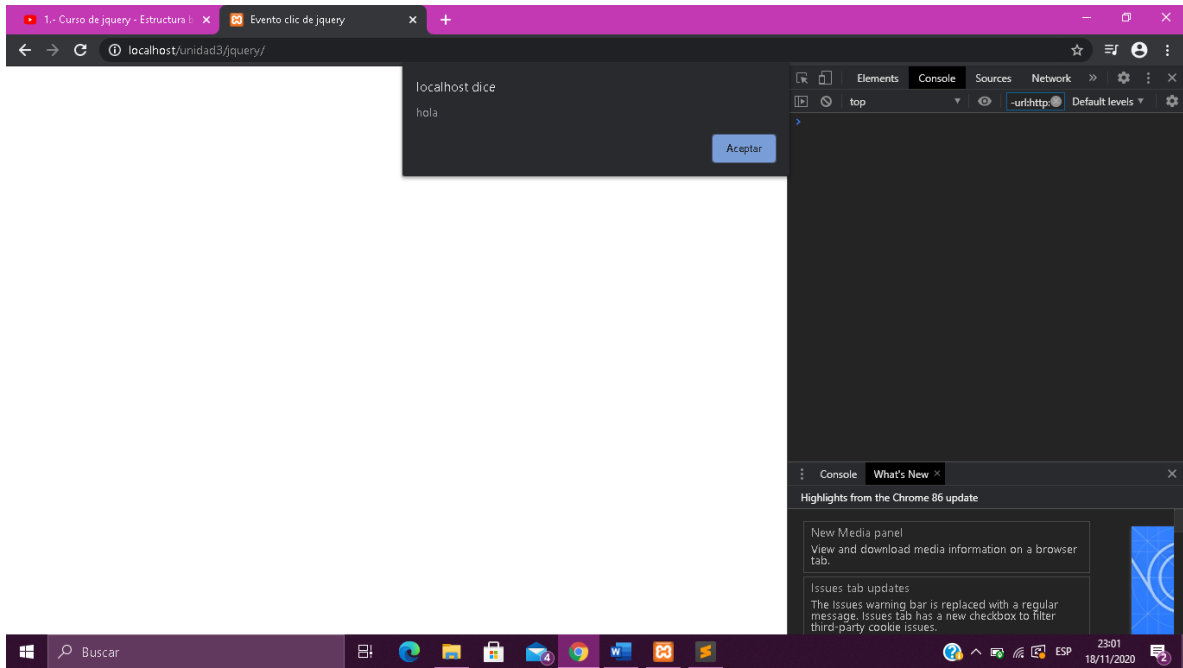 1.- Curso de jquery - Estructura b
Evento clic de jquery
localhost/unidad3/jquery/
localhost dice
hola
Aceptar
Elements Console Sources Network »
top -url:http: Default levels
Console What's New
Highlights from the Chrome 86 update
New Media panel
View and download media information on a browser
tab.
Issues tab updates
The Issues warning bar is replaced with a regular
message. Issues tab has a new checkbox to filter
third-party cookie issues.
Buscar
4
W
ESP
23:01
18/11/2020
2